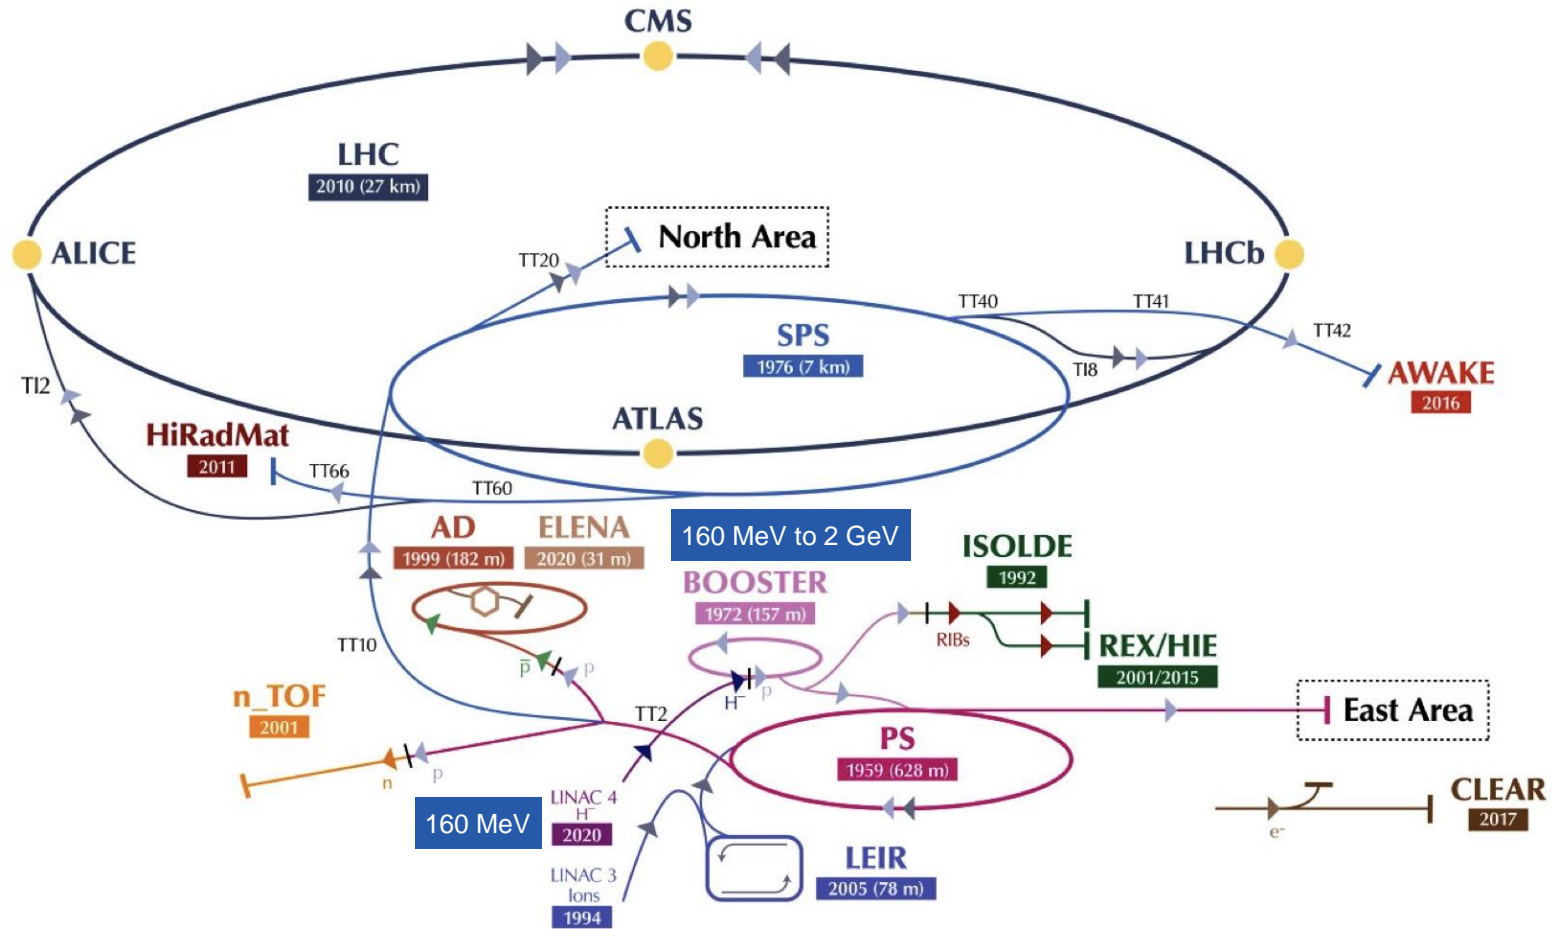 CMS
LHC
2010 (27 km)
North Area
ALICE
LHCb
TT20
TT40
TT41
SPS
1976 (7 km)
TT42
TI8
TI2
AWAKE
2016
ATLAS
HiRadMat
2011
TT66
TT60
AD
1999 (182 m)
ELENA
2020 (31 m)
160 MeV to 2 GeV
ISOLDE
1992
BOOSTER
1972 (157 m)
RIBs
REX/HIE
2001/2015
TT10
p̅
p
H⁻
p
n_TOF
2001
TT2
East Area
PS
1959 (628 m)
n
p
160 MeV
LINAC 4
H⁻
2020
CLEAR
2017
e⁻
LINAC 3
Ions
1994
LEIR
2005 (78 m)